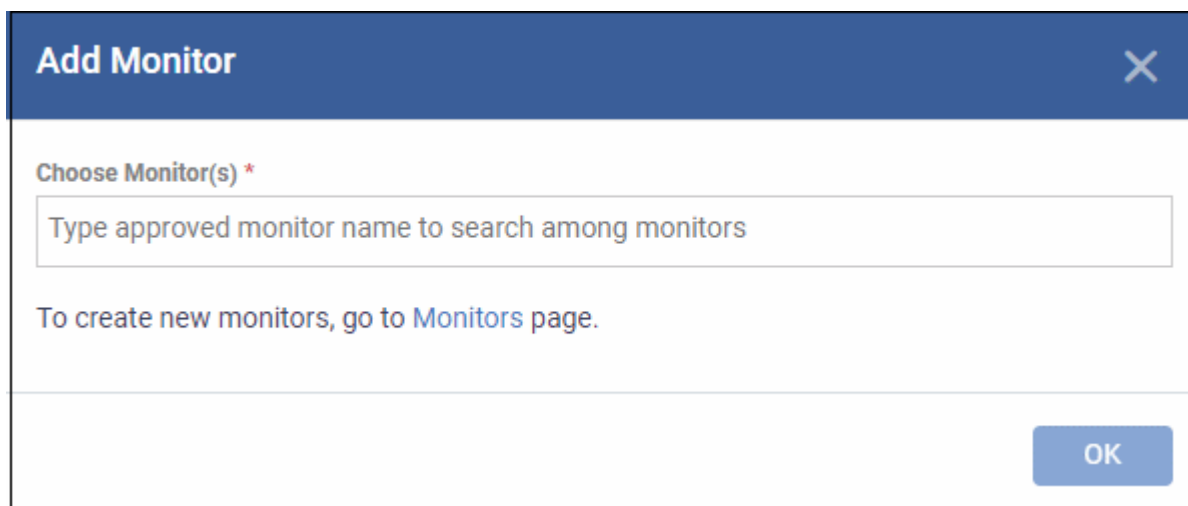 Add Monitor
Choose Monitor(s) *
Type approved monitor name to search among monitors
To create new monitors, go to Monitors page.
OK